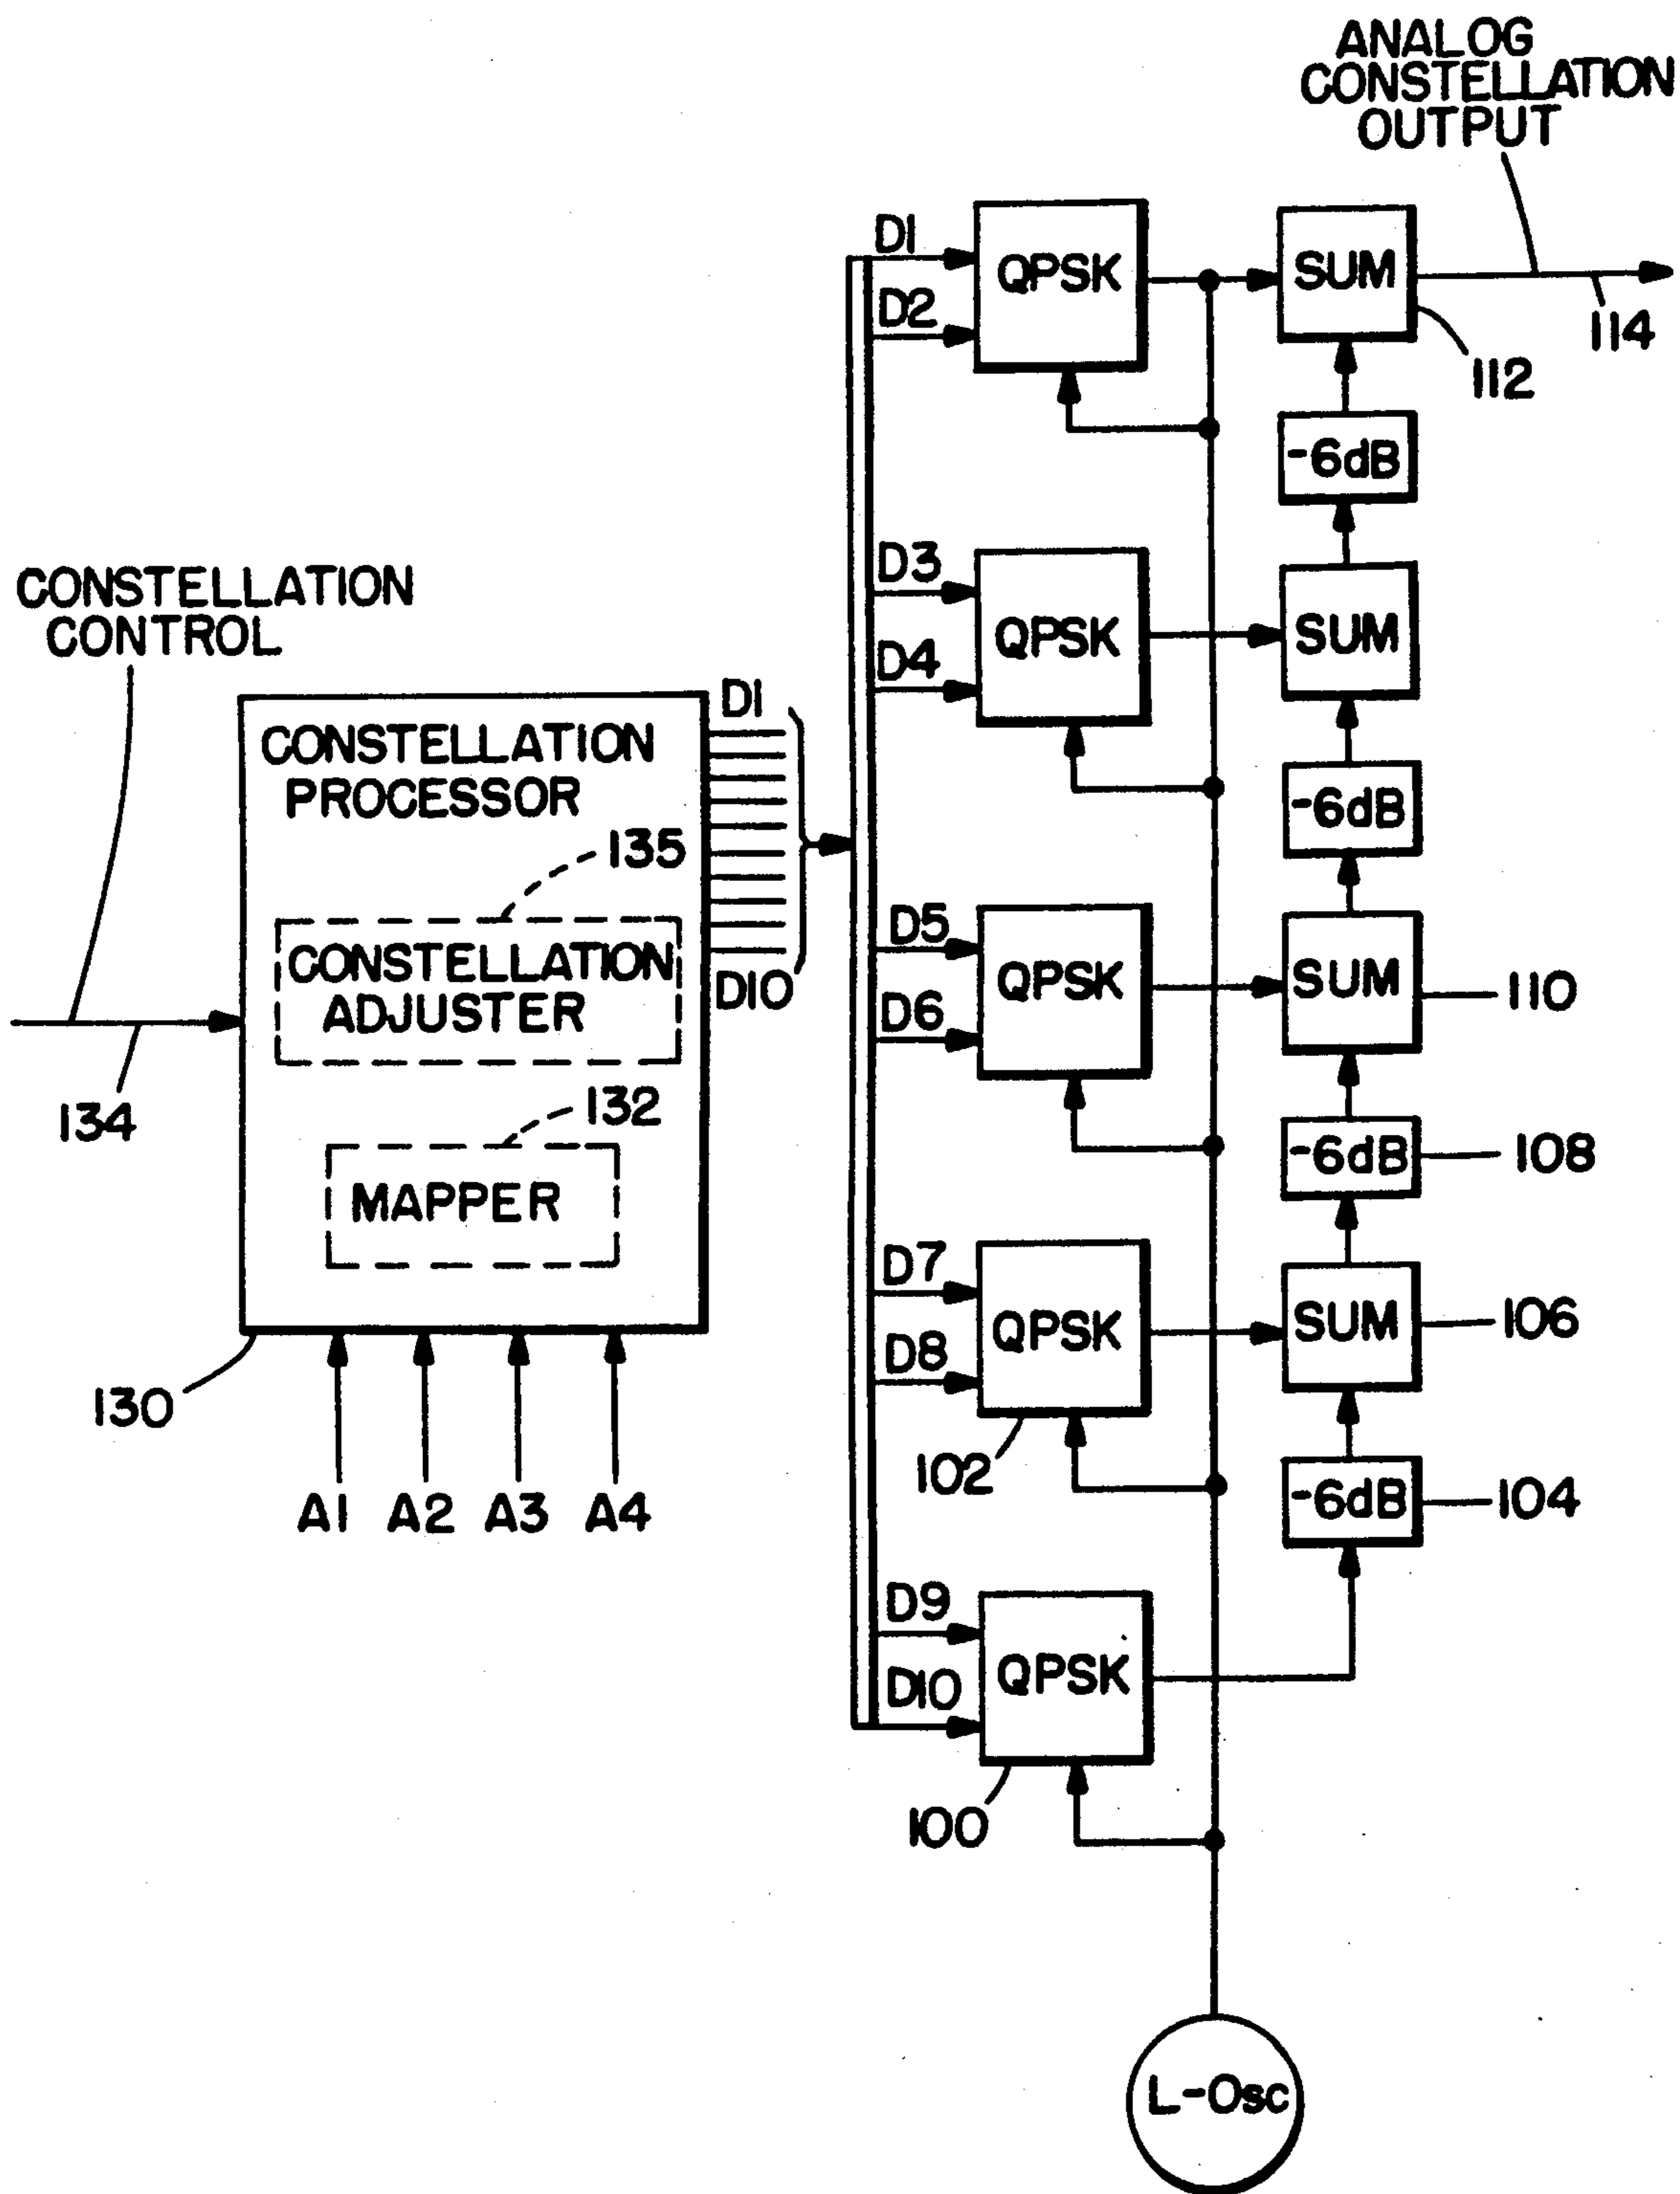 ANALOG
CONSTELLATION
OUTPUT
D1
D2
QPSK
SUM
114
112
-6dB
CONSTELLATION
CONTROL
D3
D4
QPSK
SUM
D1
CONSTELLATION
PROCESSOR
135
-6dB
D5
D6
QPSK
SUM
110
CONSTELLATION
ADJUSTER
D10
134
132
-6dB
108
MAPPER
D7
D8
QPSK
SUM
106
130
102
A1 A2 A3 A4
-6dB
104
D9
D10
QPSK
100
L-Osc